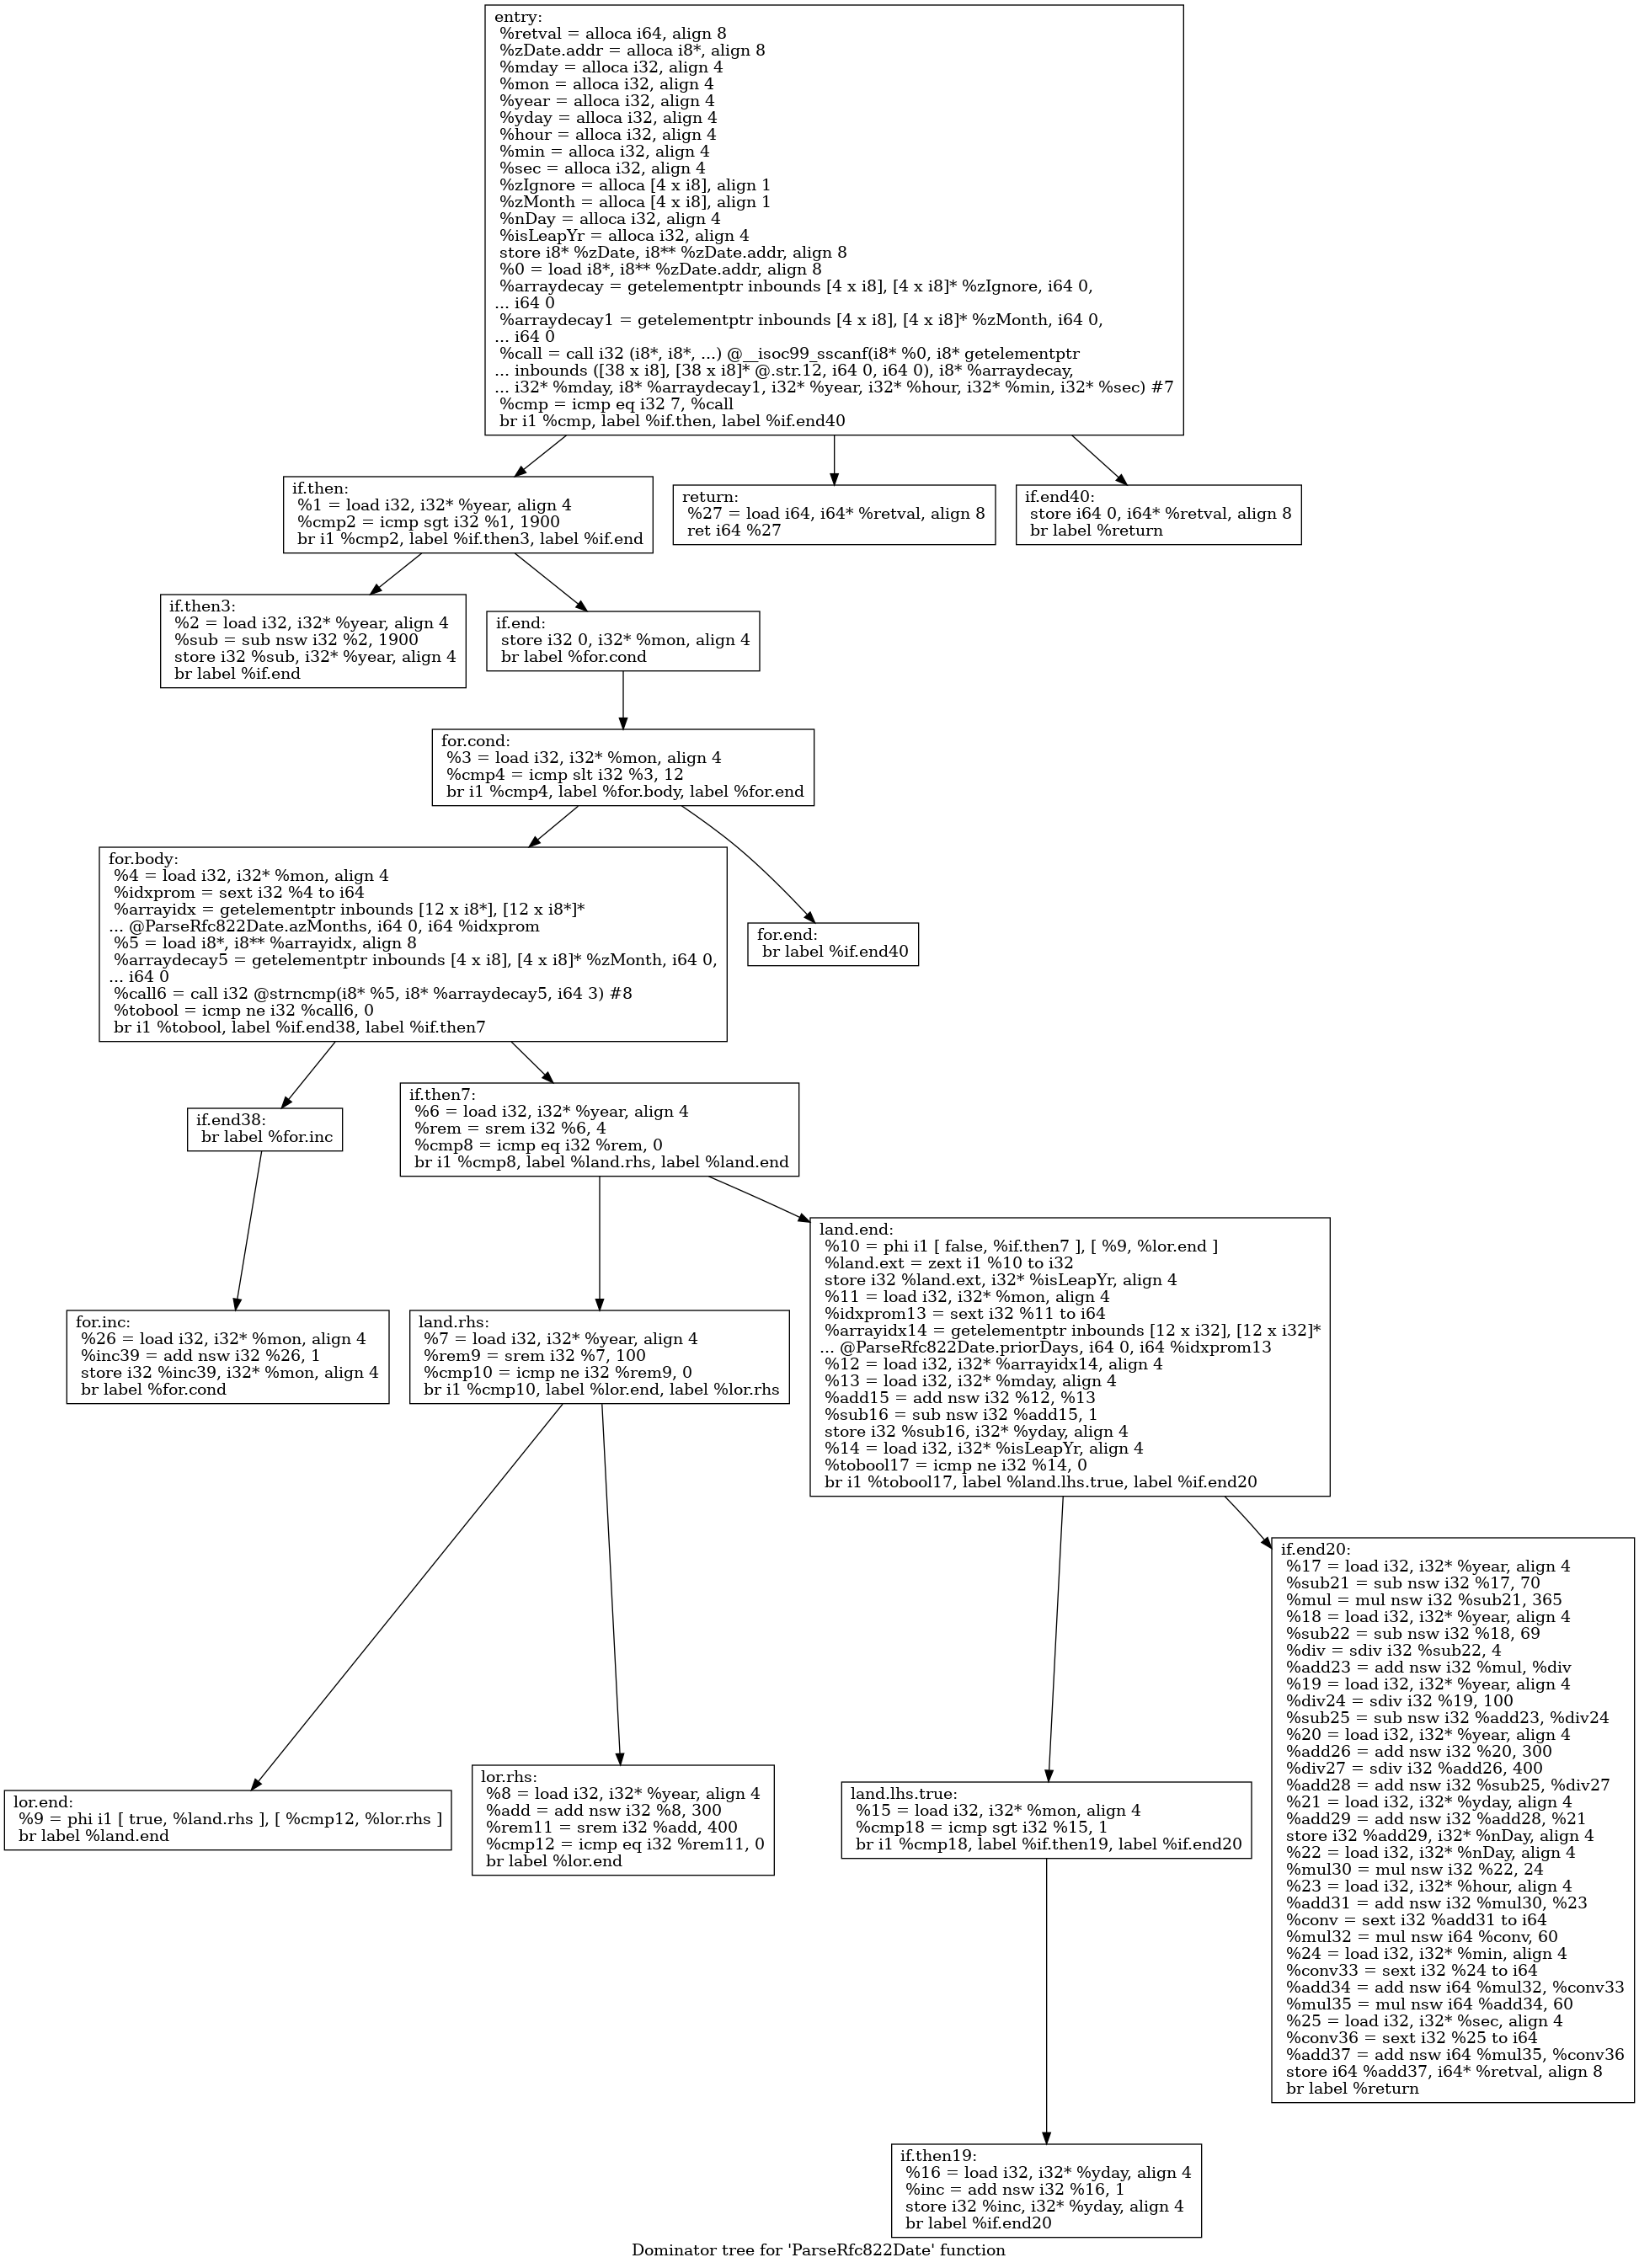 entry:
%retval = alloca i64, align 8
%zDate.addr = alloca i8*, align 8
%mday = alloca i32, align 4
%mon = alloca i32, align 4
%year = alloca i32, align 4
%yday = alloca i32, align 4
%hour = alloca i32, align 4
%min = alloca i32, align 4
%sec = alloca i32, align 4
%zIgnore = alloca [4 x i8], align 1
%zMonth = alloca [4 x i8], align 1
%nDay = alloca i32, align 4
%isLeapYr = alloca i32, align 4
store i8* %zDate, i8** %zDate.addr, align 8
%0 = load i8*, i8** %zDate.addr, align 8
%arraydecay = getelementptr inbounds [4 x i8], [4 x i8]* %zIgnore, i64 0,
... i64 0
%arraydecay1 = getelementptr inbounds [4 x i8], [4 x i8]* %zMonth, i64 0,
... i64 0
%call = call i32 (i8*, i8*, ...) @__isoc99_sscanf(i8* %0, i8* getelementptr
... inbounds ([38 x i8], [38 x i8]* @.str.12, i64 0, i64 0), i8* %arraydecay,
... i32* %mday, i8* %arraydecay1, i32* %year, i32* %hour, i32* %min, i32* %sec) #7
%cmp = icmp eq i32 7, %call
br i1 %cmp, label %if.then, label %if.end40
if.then:
%1 = load i32, i32* %year, align 4
%cmp2 = icmp sgt i32 %1, 1900
br i1 %cmp2, label %if.then3, label %if.end
return:
%27 = load i64, i64* %retval, align 8
ret i64 %27
if.end40:
store i64 0, i64* %retval, align 8
br label %return
if.then3:
%2 = load i32, i32* %year, align 4
%sub = sub nsw i32 %2, 1900
store i32 %sub, i32* %year, align 4
br label %if.end
if.end:
store i32 0, i32* %mon, align 4
br label %for.cond
for.cond:
%3 = load i32, i32* %mon, align 4
%cmp4 = icmp slt i32 %3, 12
br i1 %cmp4, label %for.body, label %for.end
for.body:
%4 = load i32, i32* %mon, align 4
%idxprom = sext i32 %4 to i64
%arrayidx = getelementptr inbounds [12 x i8*], [12 x i8*]*
... @ParseRfc822Date.azMonths, i64 0, i64 %idxprom
%5 = load i8*, i8** %arrayidx, align 8
%arraydecay5 = getelementptr inbounds [4 x i8], [4 x i8]* %zMonth, i64 0,
... i64 0
%call6 = call i32 @strncmp(i8* %5, i8* %arraydecay5, i64 3) #8
%tobool = icmp ne i32 %call6, 0
br i1 %tobool, label %if.end38, label %if.then7
for.end:
br label %if.end40
if.end38:
br label %for.inc
if.then7:
%6 = load i32, i32* %year, align 4
%rem = srem i32 %6, 4
%cmp8 = icmp eq i32 %rem, 0
br i1 %cmp8, label %land.rhs, label %land.end
for.inc:
%26 = load i32, i32* %mon, align 4
%inc39 = add nsw i32 %26, 1
store i32 %inc39, i32* %mon, align 4
br label %for.cond
land.rhs:
%7 = load i32, i32* %year, align 4
%rem9 = srem i32 %7, 100
%cmp10 = icmp ne i32 %rem9, 0
br i1 %cmp10, label %lor.end, label %lor.rhs
land.end:
%10 = phi i1 [ false, %if.then7 ], [ %9, %lor.end ]
%land.ext = zext i1 %10 to i32
store i32 %land.ext, i32* %isLeapYr, align 4
%11 = load i32, i32* %mon, align 4
%idxprom13 = sext i32 %11 to i64
%arrayidx14 = getelementptr inbounds [12 x i32], [12 x i32]*
... @ParseRfc822Date.priorDays, i64 0, i64 %idxprom13
%12 = load i32, i32* %arrayidx14, align 4
%13 = load i32, i32* %mday, align 4
%add15 = add nsw i32 %12, %13
%sub16 = sub nsw i32 %add15, 1
store i32 %sub16, i32* %yday, align 4
%14 = load i32, i32* %isLeapYr, align 4
%tobool17 = icmp ne i32 %14, 0
br i1 %tobool17, label %land.lhs.true, label %if.end20
lor.end:
%9 = phi i1 [ true, %land.rhs ], [ %cmp12, %lor.rhs ]
br label %land.end
lor.rhs:
%8 = load i32, i32* %year, align 4
%add = add nsw i32 %8, 300
%rem11 = srem i32 %add, 400
%cmp12 = icmp eq i32 %rem11, 0
br label %lor.end
land.lhs.true:
%15 = load i32, i32* %mon, align 4
%cmp18 = icmp sgt i32 %15, 1
br i1 %cmp18, label %if.then19, label %if.end20
if.end20:
%17 = load i32, i32* %year, align 4
%sub21 = sub nsw i32 %17, 70
%mul = mul nsw i32 %sub21, 365
%18 = load i32, i32* %year, align 4
%sub22 = sub nsw i32 %18, 69
%div = sdiv i32 %sub22, 4
%add23 = add nsw i32 %mul, %div
%19 = load i32, i32* %year, align 4
%div24 = sdiv i32 %19, 100
%sub25 = sub nsw i32 %add23, %div24
%20 = load i32, i32* %year, align 4
%add26 = add nsw i32 %20, 300
%div27 = sdiv i32 %add26, 400
%add28 = add nsw i32 %sub25, %div27
%21 = load i32, i32* %yday, align 4
%add29 = add nsw i32 %add28, %21
store i32 %add29, i32* %nDay, align 4
%22 = load i32, i32* %nDay, align 4
%mul30 = mul nsw i32 %22, 24
%23 = load i32, i32* %hour, align 4
%add31 = add nsw i32 %mul30, %23
%conv = sext i32 %add31 to i64
%mul32 = mul nsw i64 %conv, 60
%24 = load i32, i32* %min, align 4
%conv33 = sext i32 %24 to i64
%add34 = add nsw i64 %mul32, %conv33
%mul35 = mul nsw i64 %add34, 60
%25 = load i32, i32* %sec, align 4
%conv36 = sext i32 %25 to i64
%add37 = add nsw i64 %mul35, %conv36
store i64 %add37, i64* %retval, align 8
br label %return
if.then19:
%16 = load i32, i32* %yday, align 4
%inc = add nsw i32 %16, 1
store i32 %inc, i32* %yday, align 4
br label %if.end20
Dominator tree for 'ParseRfc822Date' function